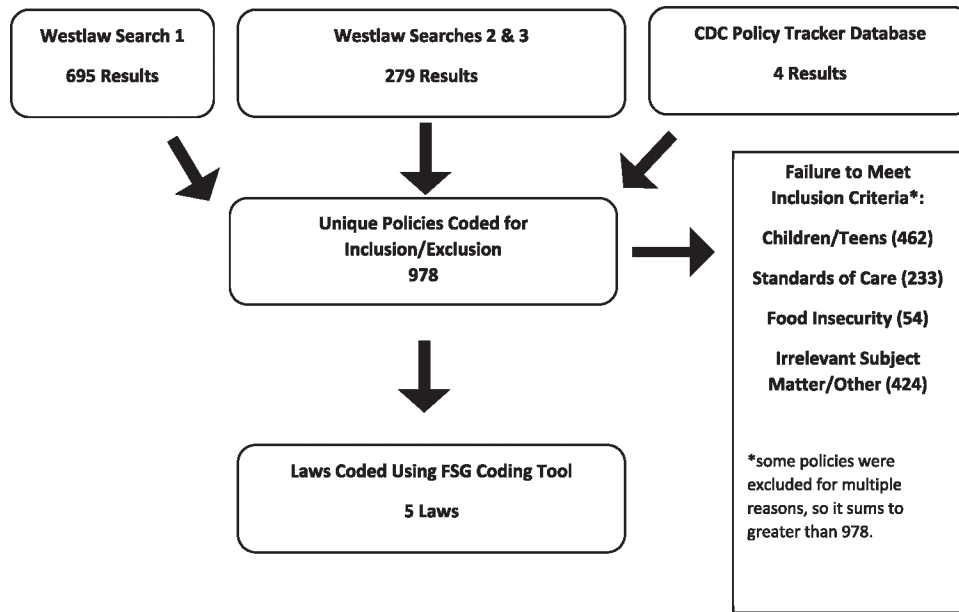 Westlaw Search 1
695 Results
Westlaw Searches 2 & 3
279 Results
CDC Policy Tracker Database
4 Results
Unique Policies Coded for
Inclusion/Exclusion
978
Failure to Meet
Inclusion Criteria*:
Children/Teens (462)
Standards of Care (233)
Food Insecurity (54)
Irrelevant Subject
Matter/Other (424)
*some policies were
excluded for multiple
reasons, so it sums to
greater than 978.
Laws Coded Using FSG Coding Tool
5 Laws